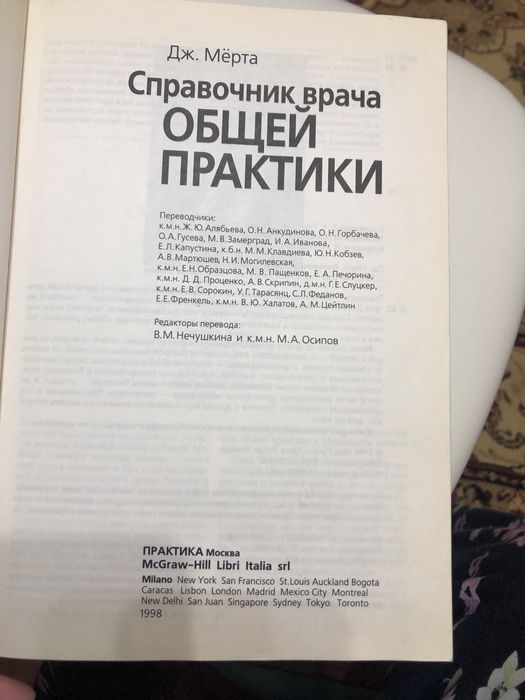 Дж. Мёрта
Справочник врача
ОБЩЕЙ
ПРАКТИКИ
Переводчики:
к.м.н. Ж. Ю. Алябьева, О.Н. Анкудинова, О. Н. Горбачева,
О.А. Гусева, М. В. Замерград, И.А. Иванова,
Е.Л. Капустина, к.б.н. М. М. Клавдиева, Ю.Н. Кобзев,
А.В. Мартюшев, Н.И. Могилевская,
к.м.н. Е.Н. Образцова, М. В. Пащенков, Е. А. Печорина,
к.м.н. Д. Д. Проценко, А.В. Скрипин, д.м.н. Г.Е. Слуцкер,
к.м.н. Е.В. Сорокин, У.Г. Тарасянц, С.Л. Феданов,
Е.Е. Френкель, к.м.н. В. Ю. Халатов, А. М. Цейтлин
Редакторы перевода:
В.М. Нечушкина и к.м.н. М.А. Осипов
ПРАКТИКА Москва
McGraw-Hill Libri Italia srl
Milano New York San Francisco St.Louis Auckland Bogota
Caracas Lisbon London Madrid Mexico City Montreal
New Delhi San Juan Singapore Sydney Tokyo Toronto
1998